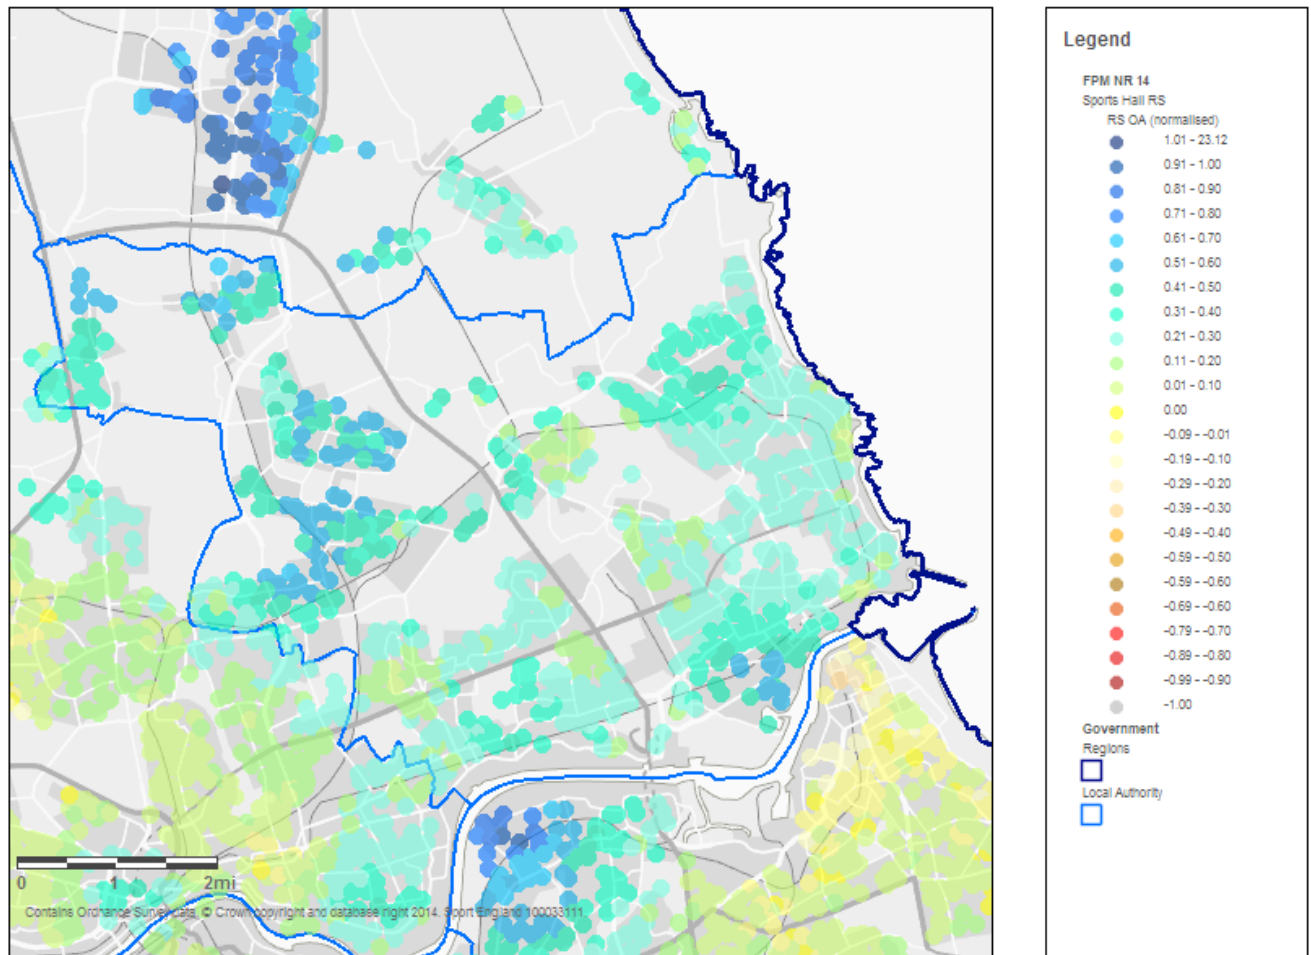 Legend
FPM NR 14
Sports Hall RS
RS OA (normalised)
1.01 - 23.12
0.91 - 1.00
0.81 - 0.90
0.71 - 0.80
0.61 - 0.70
0.51 - 0.60
0.41 - 0.50
0.31 - 0.40
0.21 - 0.30
0.11 - 0.20
0.01 - 0.10
0.00
-0.09 - -0.01
-0.19 - -0.10
-0.29 - -0.20
-0.39 - -0.30
-0.49 - -0.40
-0.59 - -0.50
-0.59 - -0.60
-0.69 - -0.60
-0.79 - -0.70
-0.89 - -0.80
-0.99 - -0.90
-1.00
Government
Regions
Local Authority
0 1 2mi
Contains Ordnance Survey data, © Crown copyright and database right 2014. Sport England 100033111.